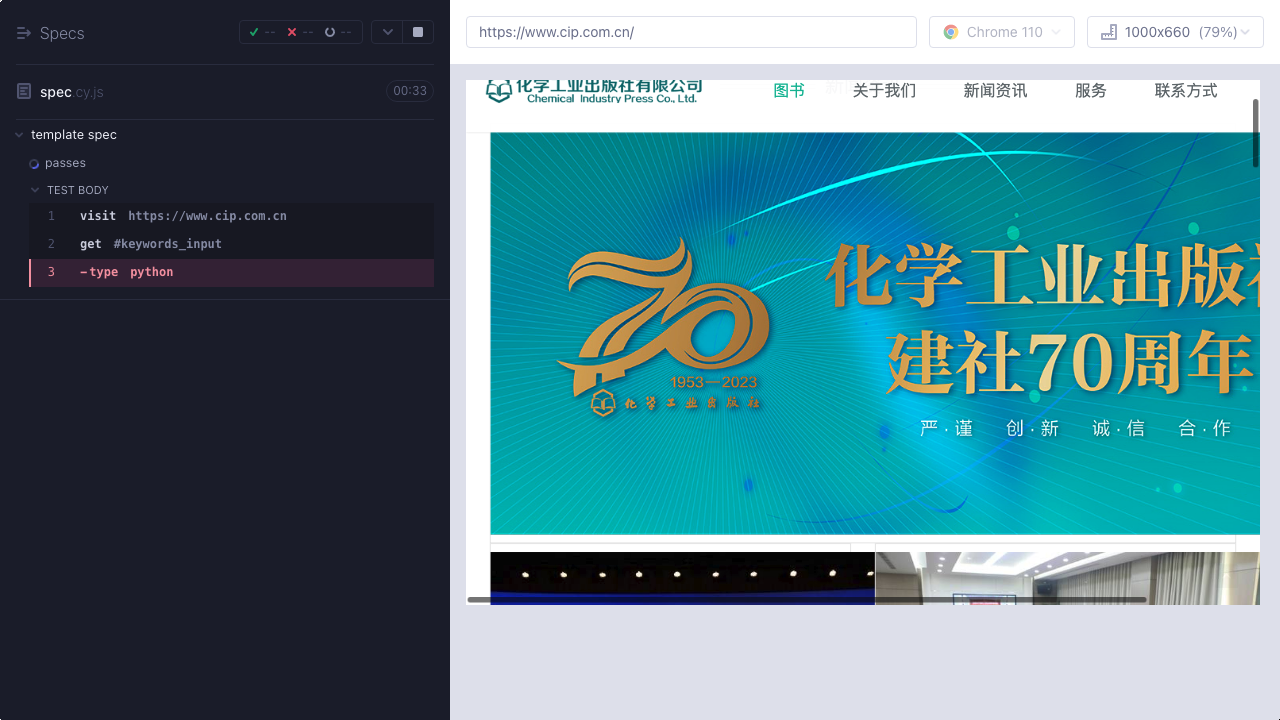 Specs
-- -- --
spec.cy.js
00:33
template spec
passes
TEST BODY
1 visit https://www.cip.com.cn
2 get #keywords_input
3 -type python
https://www.cip.com.cn/
Chrome 110
1000x660 (79%)
化学工业出版社有限公司
Chemical Industry Press Co., Ltd.
图书 关于我们 新闻资讯 服务 联系方式
化学工业出版社
建社70周年
严·谨 创·新 诚·信 合·作
70
1953—2023
化学工业出版社